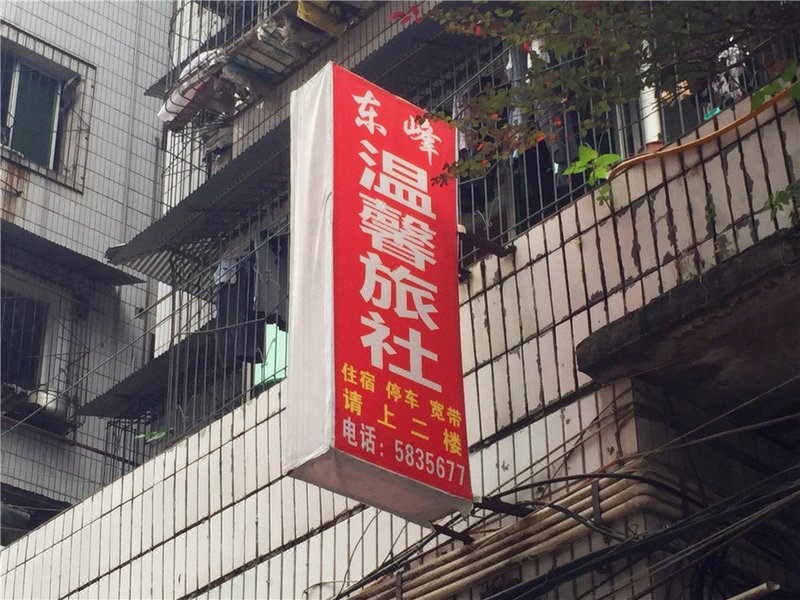 东峰
温馨旅社
住宿 停车 宽带
请上二楼
电话：5835677